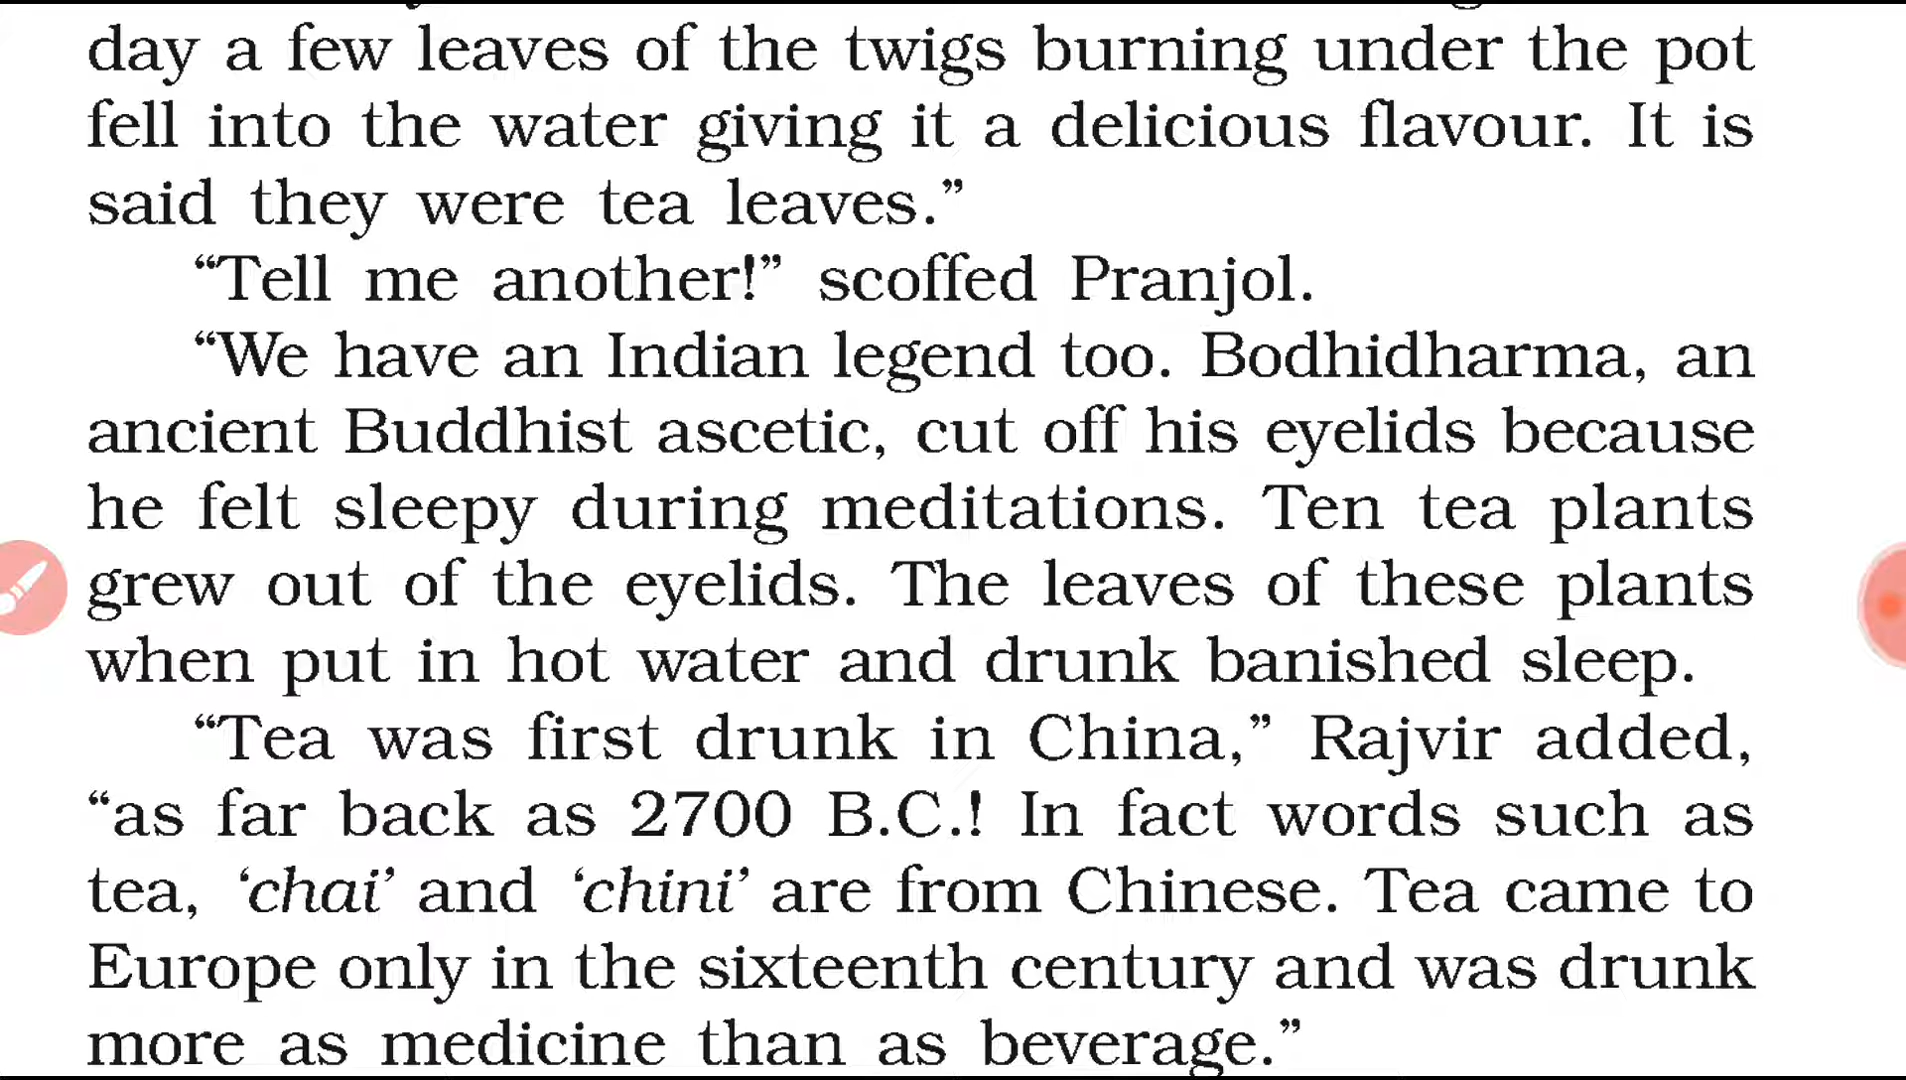 day a few leaves of the twigs burning under the pot
fell into the water giving it a delicious flavour. It is
said they were tea leaves.”
“Tell me another!” scoffed Pranjol.
“We have an Indian legend too. Bodhidharma, an
ancient Buddhist ascetic, cut off his eyelids because
he felt sleepy during meditations. Ten tea plants
grew out of the eyelids. The leaves of these plants
when put in hot water and drunk banished sleep.
“Tea was first drunk in China,” Rajvir added,
“as far back as 2700 B.C.! In fact words such as
tea, ‘chai’ and ‘chini’ are from Chinese. Tea came to
Europe only in the sixteenth century and was drunk
more as medicine than as beverage.”